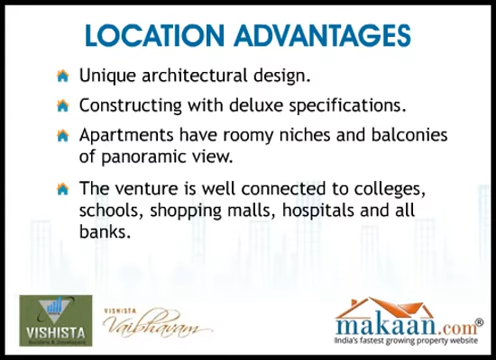 LOCATION ADVANTAGES
Unique architectural design.
Constructing with deluxe specifications.
Apartments have roomy niches and balconies
of panoramic view.
The venture is well connected to colleges,
schools, shopping malls, hospitals and all
banks.
VISHISTA
Builders & Developers
VISHISTA
Vaibhavam
makaan.com®
India's fastest growing property website